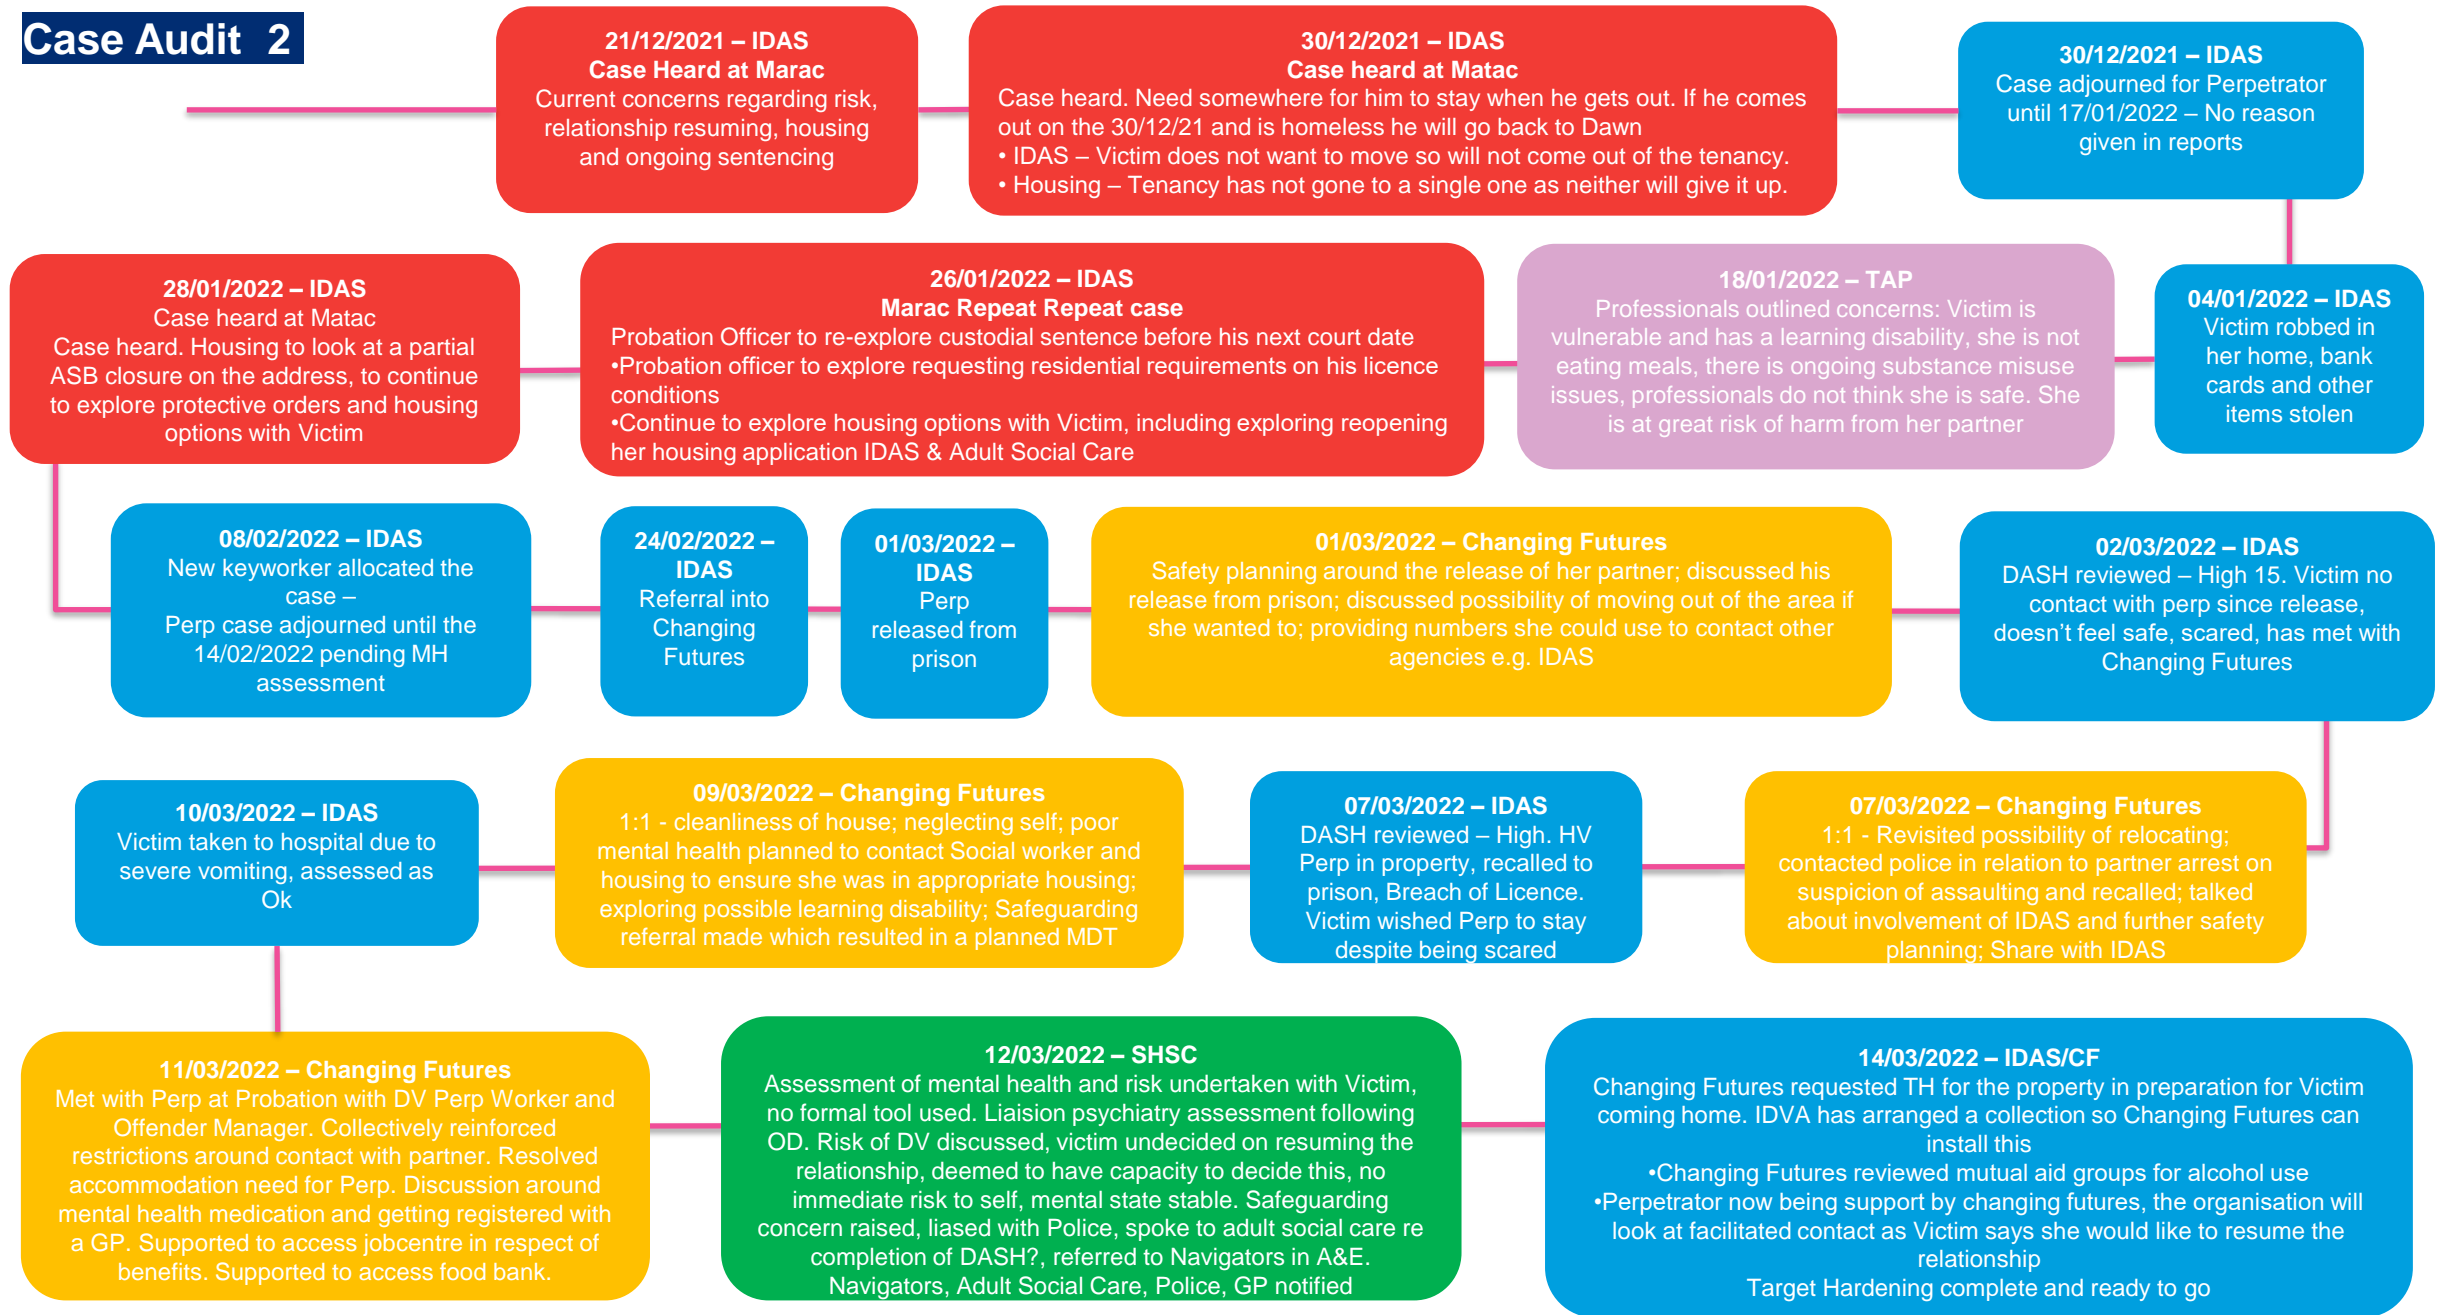 Case Audit 2
21/12/2021 – IDAS
Case Heard at Marac
Current concerns regarding risk,
relationship resuming, housing
and ongoing sentencing
30/12/2021 – IDAS
Case heard at Matac
Case heard. Need somewhere for him to stay when he gets out. If he comes
out on the 30/12/21 and is homeless he will go back to Dawn
• IDAS – Victim does not want to move so will not come out of the tenancy.
• Housing – Tenancy has not gone to a single one as neither will give it up.
30/12/2021 – IDAS
Case adjourned for Perpetrator
until 17/01/2022 – No reason
given in reports
04/01/2022 – IDAS
Victim robbed in
her home, bank
cards and other
items stolen
18/01/2022 – TAP
Professionals outlined concerns: Victim is
vulnerable and has a learning disability, she is not
eating meals, there is ongoing substance misuse
issues, professionals do not think she is safe. She
is at great risk of harm from her partner
26/01/2022 – IDAS
Marac Repeat Repeat case
Probation Officer to re-explore custodial sentence before his next court date
•Probation officer to explore requesting residential requirements on his licence
conditions
•Continue to explore housing options with Victim, including exploring reopening
her housing application IDAS & Adult Social Care
28/01/2022 – IDAS
Case heard at Matac
Case heard. Housing to look at a partial
ASB closure on the address, to continue
to explore protective orders and housing
options with Victim
08/02/2022 – IDAS
New keyworker allocated the
case –
Perp case adjourned until the
14/02/2022 pending MH
assessment
24/02/2022 –
IDAS
Referral into
Changing
Futures
01/03/2022 –
IDAS
Perp
released from
prison
01/03/2022 – Changing Futures
Safety planning around the release of her partner; discussed his
release from prison; discussed possibility of moving out of the area if
she wanted to; providing numbers she could use to contact other
agencies e.g. IDAS
02/03/2022 – IDAS
DASH reviewed – High 15. Victim no
contact with perp since release,
doesn't feel safe, scared, has met with
Changing Futures
07/03/2022 – Changing Futures
1:1 - Revisited possibility of relocating;
contacted police in relation to partner arrest on
suspicion of assaulting and recalled; talked
about involvement of IDAS and further safety
planning; Share with IDAS
07/03/2022 – IDAS
DASH reviewed – High. HV
Perp in property, recalled to
prison, Breach of Licence.
Victim wished Perp to stay
despite being scared
09/03/2022 – Changing Futures
1:1 - cleanliness of house; neglecting self; poor
mental health planned to contact Social worker and
housing to ensure she was in appropriate housing;
exploring possible learning disability; Safeguarding
referral made which resulted in a planned MDT
10/03/2022 – IDAS
Victim taken to hospital due to
severe vomiting, assessed as
Ok
11/03/2022 – Changing Futures
Met with Perp at Probation with DV Perp Worker and
Offender Manager. Collectively reinforced
restrictions around contact with partner. Resolved
accommodation need for Perp. Discussion around
mental health medication and getting registered with
a GP. Supported to access jobcentre in respect of
benefits. Supported to access food bank.
12/03/2022 – SHSC
Assessment of mental health and risk undertaken with Victim,
no formal tool used. Liaision psychiatry assessment following
OD. Risk of DV discussed, victim undecided on resuming the
relationship, deemed to have capacity to decide this, no
immediate risk to self, mental state stable. Safeguarding
concern raised, liased with Police, spoke to adult social care re
completion of DASH?, referred to Navigators in A&E.
Navigators, Adult Social Care, Police, GP notified
14/03/2022 – IDAS/CF
Changing Futures requested TH for the property in preparation for Victim
coming home. IDVA has arranged a collection so Changing Futures can
install this
•Changing Futures reviewed mutual aid groups for alcohol use
•Perpetrator now being support by changing futures, the organisation will
look at facilitated contact as Victim says she would like to resume the
relationship
Target Hardening complete and ready to go